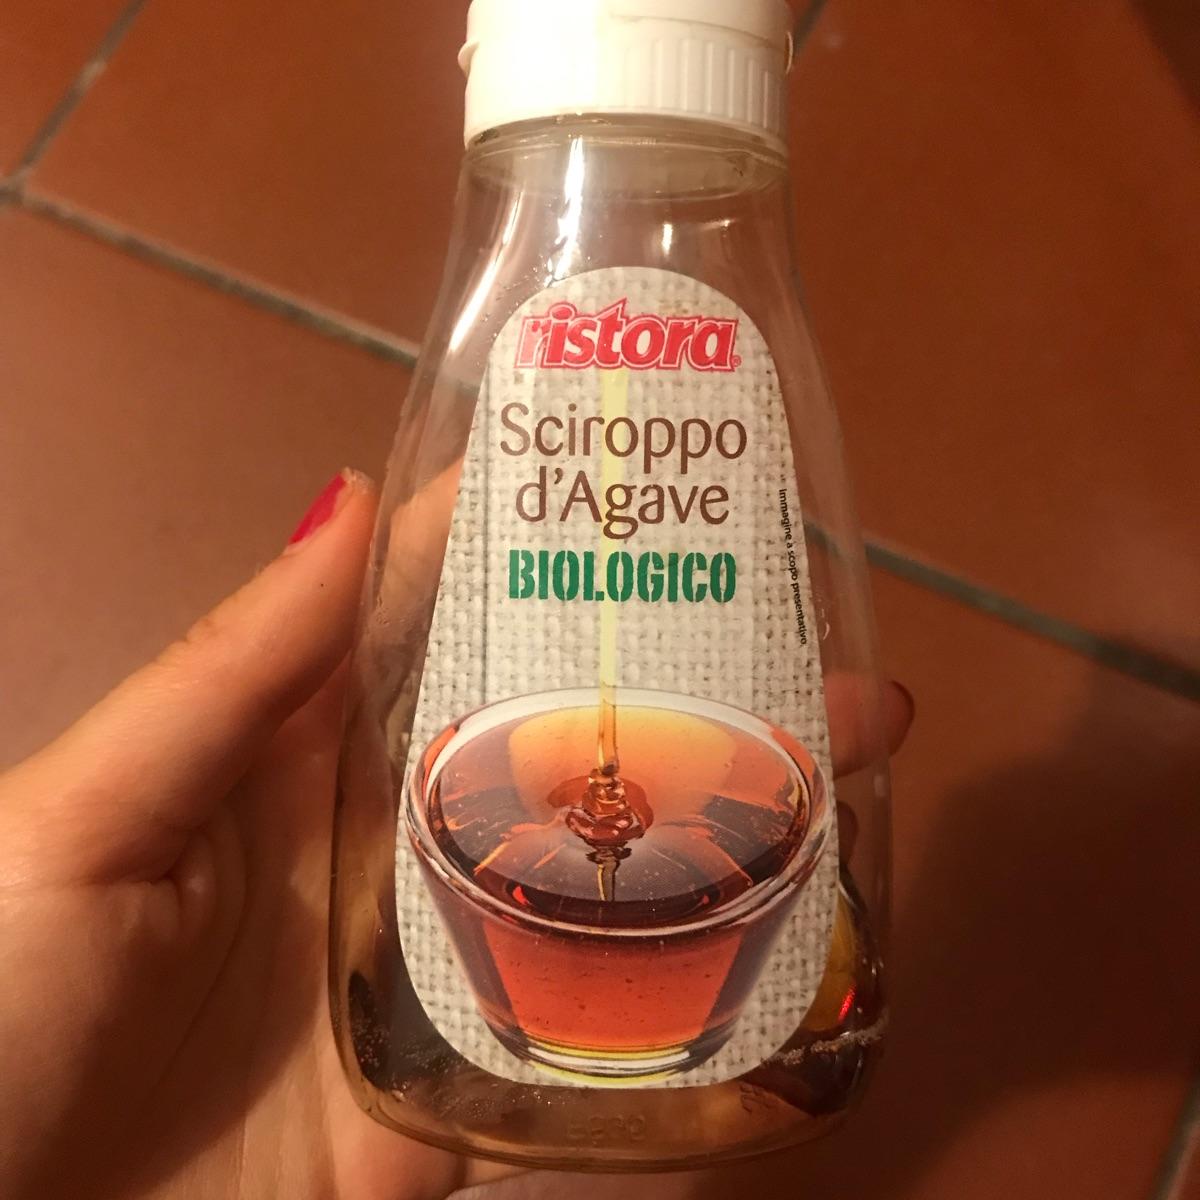 ristora
Sciroppo
d'Agave
BIOLOGICO
Immagine a scopo presentativo.